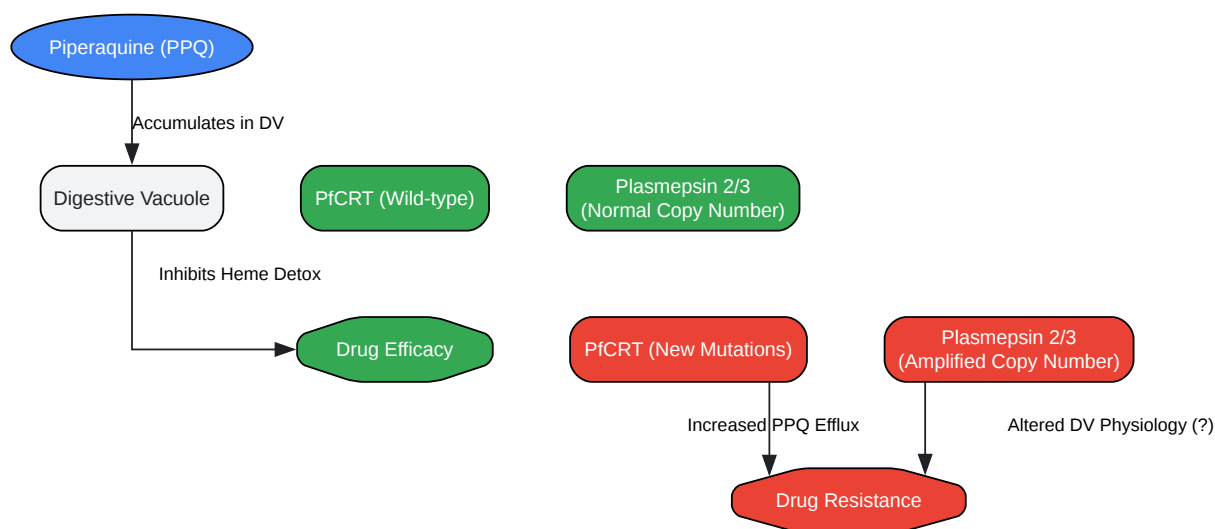 Piperaquine (PPQ)
Accumulates in DV
Digestive Vacuole
PfCRT (Wild-type)
Plasmepsin 2/3
(Normal Copy Number)
Inhibits Heme Detox
Drug Efficacy
PfCRT (New Mutations)
Plasmepsin 2/3
(Amplified Copy Number)
Increased PPQ Efflux
Altered DV Physiology (?)
Drug Resistance